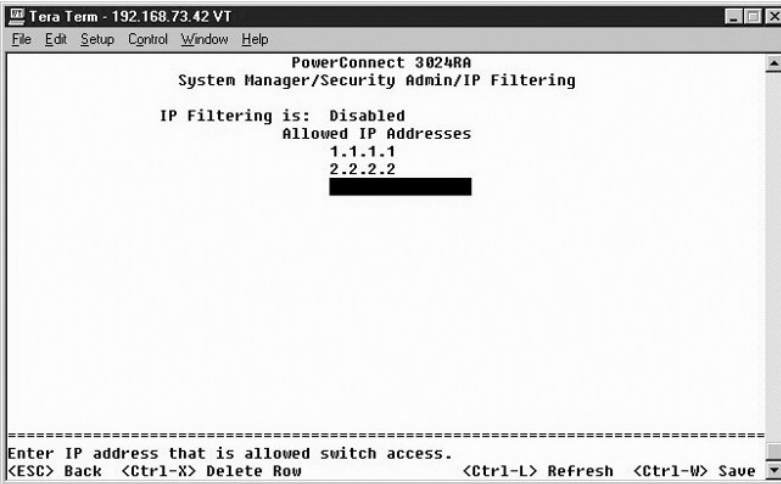 Tera Term - 192.168.73.42 VT
File Edit Setup Control Window Help
PowerConnect 3024RA
System Manager/Security Admin/IP Filtering
IP Filtering is: Disabled
Allowed IP Addresses
1.1.1.1
2.2.2.2
Enter IP address that is allowed switch access.
<ESC> Back <Ctrl-X> Delete Row <Ctrl-L> Refresh <Ctrl-W> Save